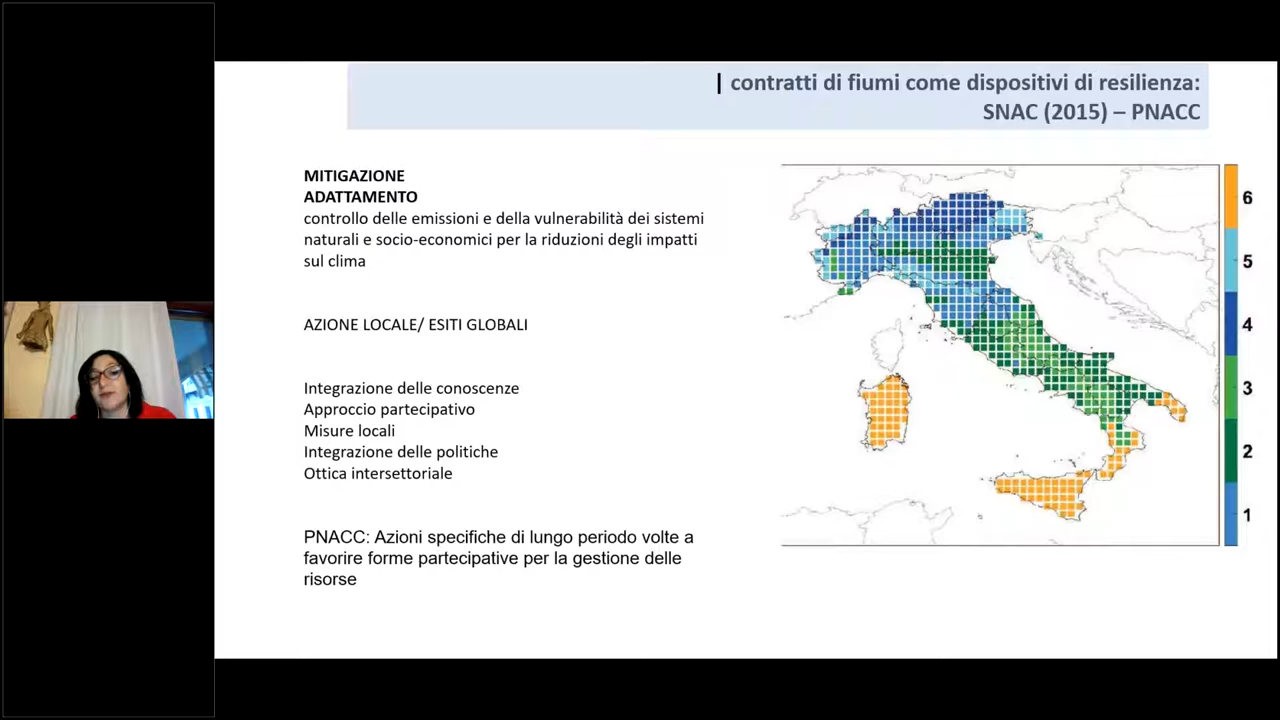 I contratti di fiumi come dispositivi di resilienza:
SNAC (2015) – PNACC
MITIGAZIONE
ADATTAMENTO
controllo delle emissioni e della vulnerabilità dei sistemi
naturali e socio-economici per la riduzioni degli impatti
sul clima
AZIONE LOCALE/ ESITI GLOBALI
Integrazione delle conoscenze
Approccio partecipativo
Misure locali
Integrazione delle politiche
Ottica intersettoriale
PNACC: Azioni specifiche di lungo periodo volte a
favorire forme partecipative per la gestione delle
risorse
6
5
4
3
2
1